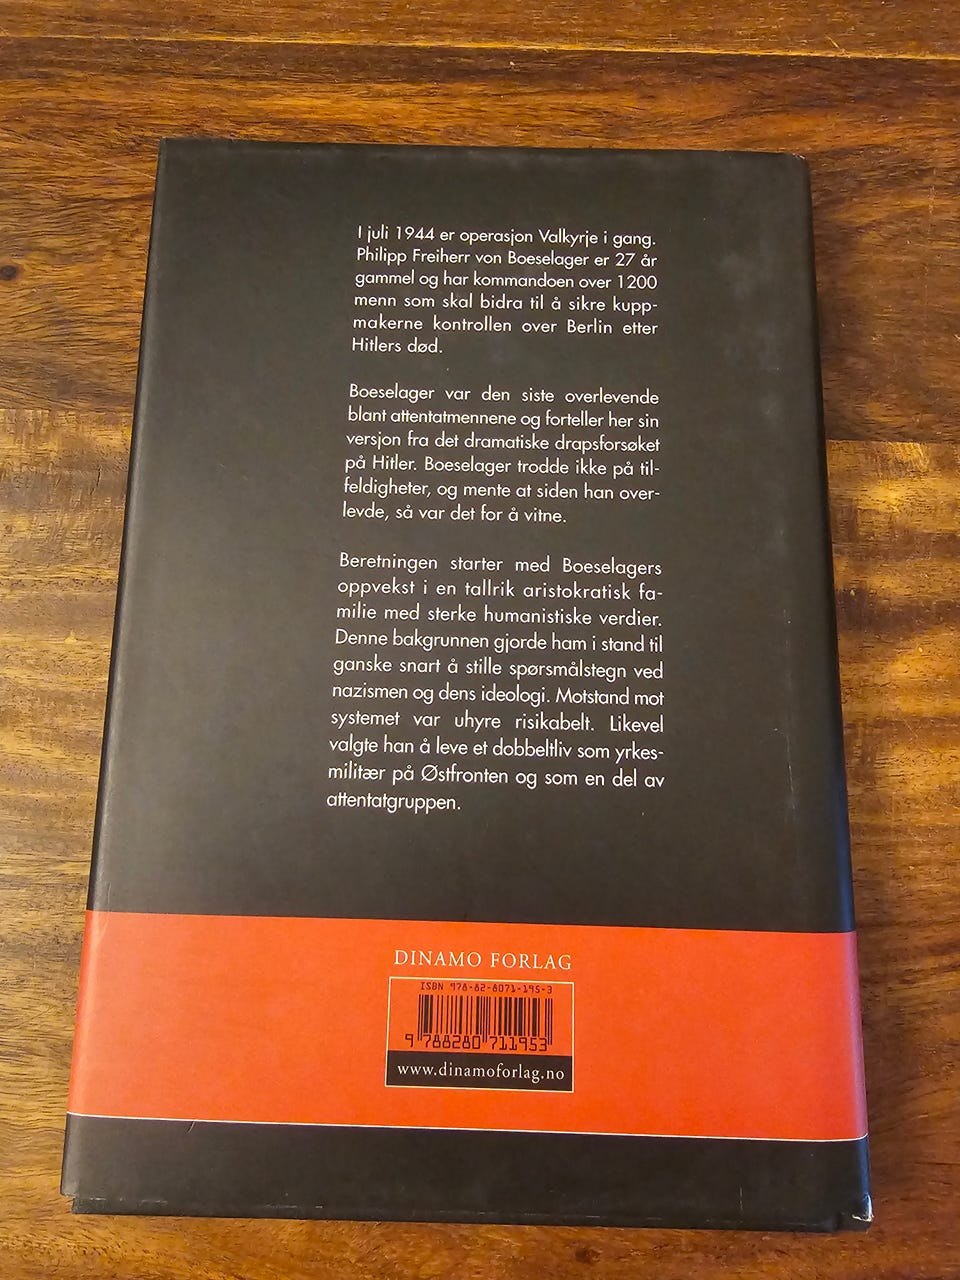 I juli 1944 er operasjon Valkyrje i gang.
Philipp Freiherr von Boeselager er 27 år
gammel og har kommandoen over 1200
menn som skal bidra til å sikre kupp-
makerne kontrollen over Berlin etter
Hitlers død.
Boeselager var den siste overlevende
blant attentatmennene og forteller her sin
versjon fra det dramatiske drapsforsøket
på Hitler. Boeselager trodde ikke på til-
feldigheter, og mente at siden han over-
levde, så var det for å vitne.
Beretningen starter med Boeselagers
oppvekst i en tallrik aristokratisk fa-
milie med sterke humanistiske verdier.
Denne bakgrunnen gjorde ham i stand til
ganske snart å stille spørsmålstegn ved
nazismen og dens ideologi. Motstand mot
systemet var uhyre risikabelt. Likevel
valgte han å leve et dobbeltliv som yrkes-
militær på Østfronten og som en del av
attentatgruppen.
DINAMO FORLAG
ISBN 978-82-8071-195-3
9 788280 711953
www.dinamoforlag.no